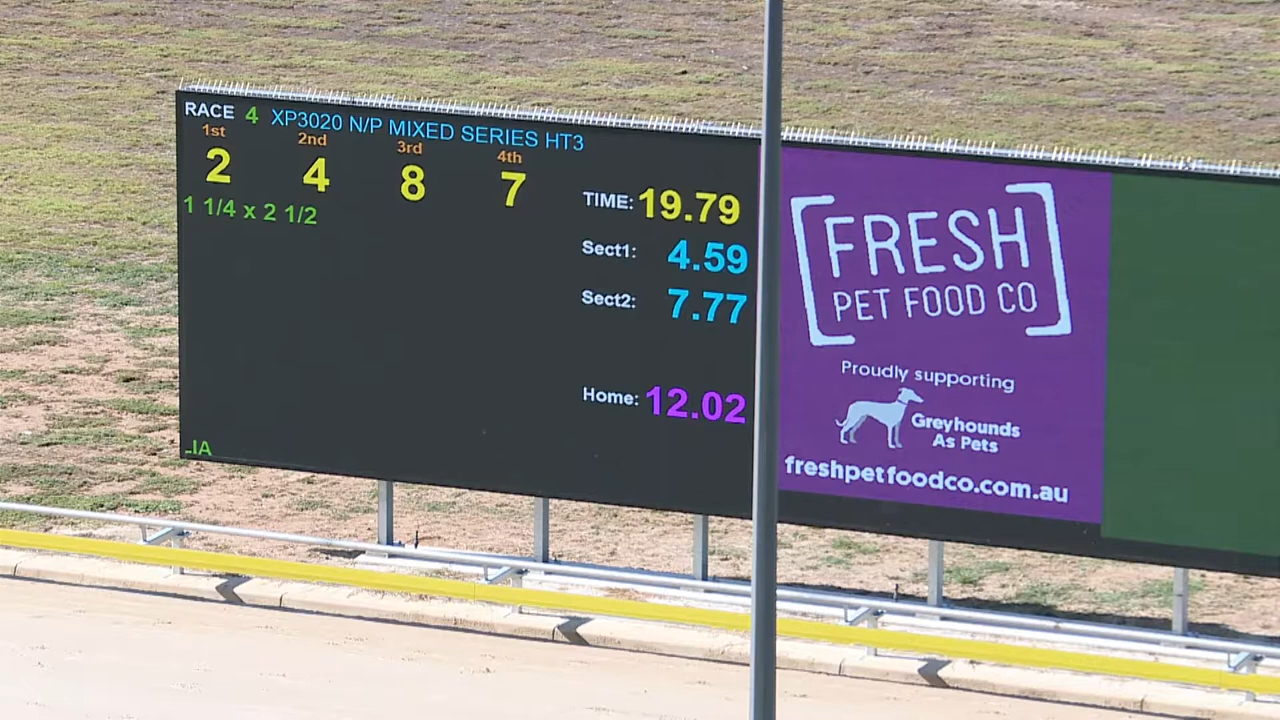 RACE 4 XP3020 N/P MIXED SERIES HT3
1st 2nd 3rd 4th
2 4 8 7
1 1/4 x 2 1/2
TIME: 19.79
Sect1: 4.59
Sect2: 7.77
Home: 12.02
IA
FRESH
PET FOOD CO
Proudly supporting
Greyhounds
As Pets
freshpetfoodco.com.au